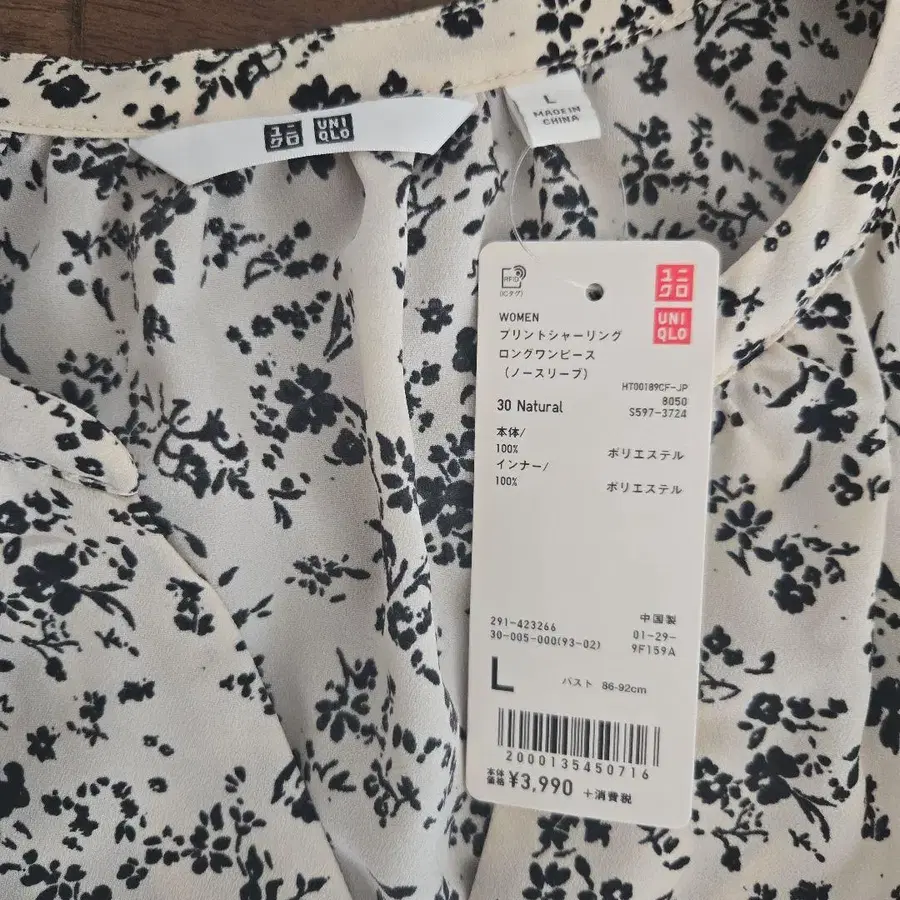 ユニクロ UNIQLO
L
MADE IN
CHINA
RFID
(ICタグ)
ユニクロ
UNIQLO
WOMEN
プリントシャーリング
ロングワンピース
(ノースリーブ)
HT00189CF-JP
30 Natural 8050
S597-3724
本体/
100% ポリエステル
インナー/
100% ポリエステル
291-423266 中国製
30-005-000(93-02) 01-29-
9F159A
L バスト 86-92cm
2000135450716
本体価格 ¥3,990 +消費税